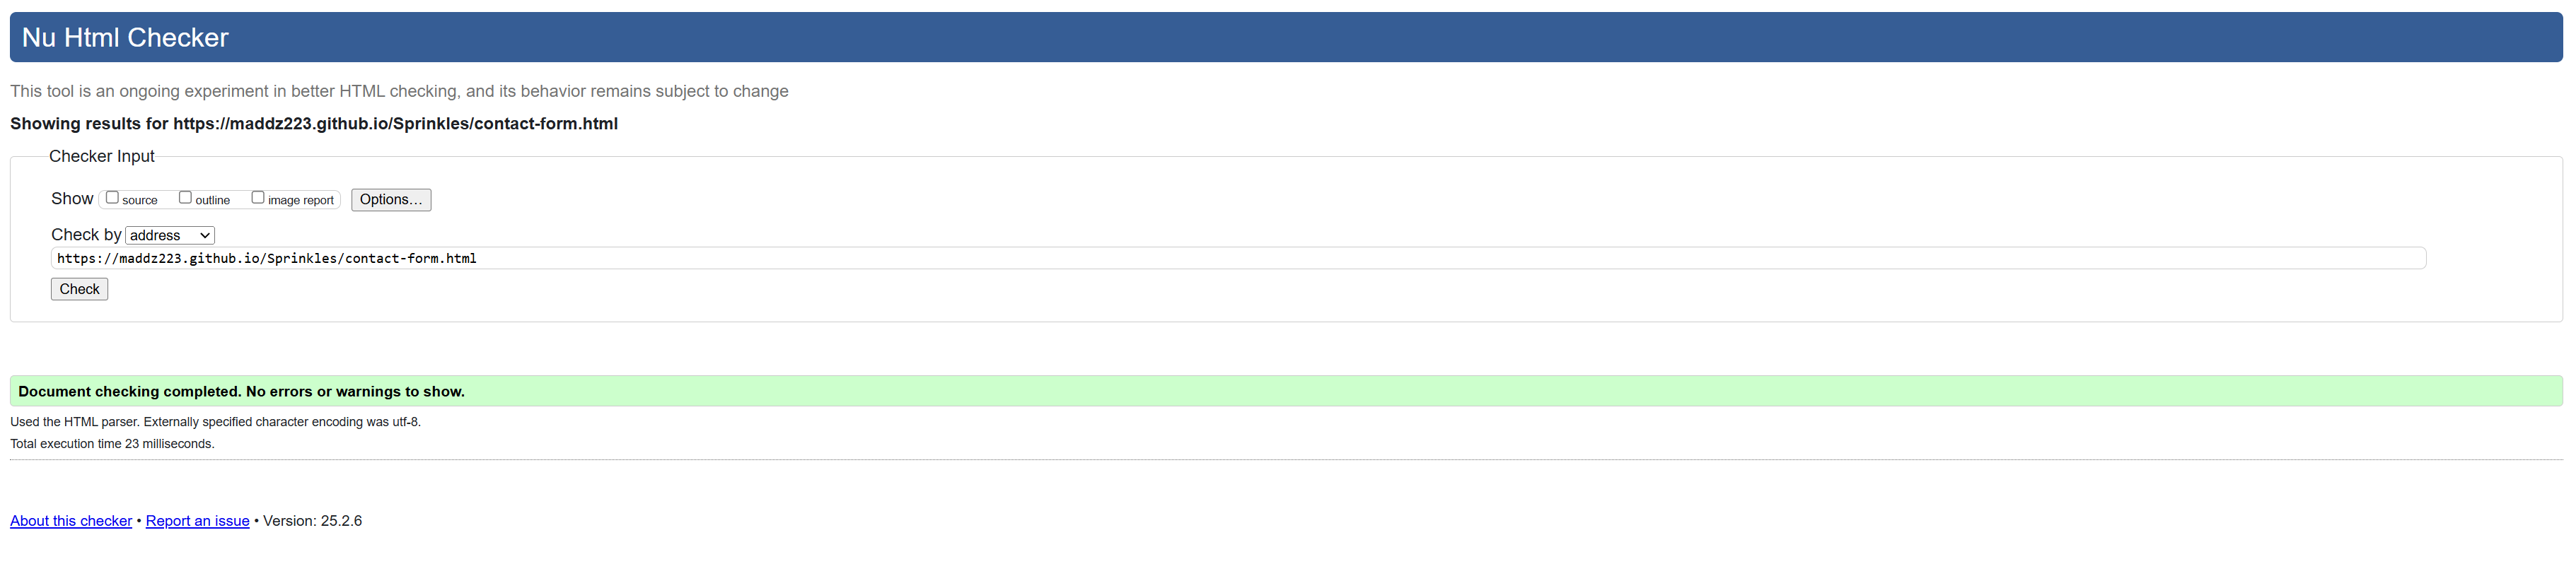 Nu Html Checker
This tool is an ongoing experiment in better HTML checking, and its behavior remains subject to change
Showing results for https://maddz223.github.io/Sprinkles/contact-form.html
Checker Input
Show source outline image report Options...
Check by address
https://maddz223.github.io/Sprinkles/contact-form.html
Check
Document checking completed. No errors or warnings to show.
Used the HTML parser. Externally specified character encoding was utf-8.
Total execution time 23 milliseconds.
About this checker • Report an issue • Version: 25.2.6